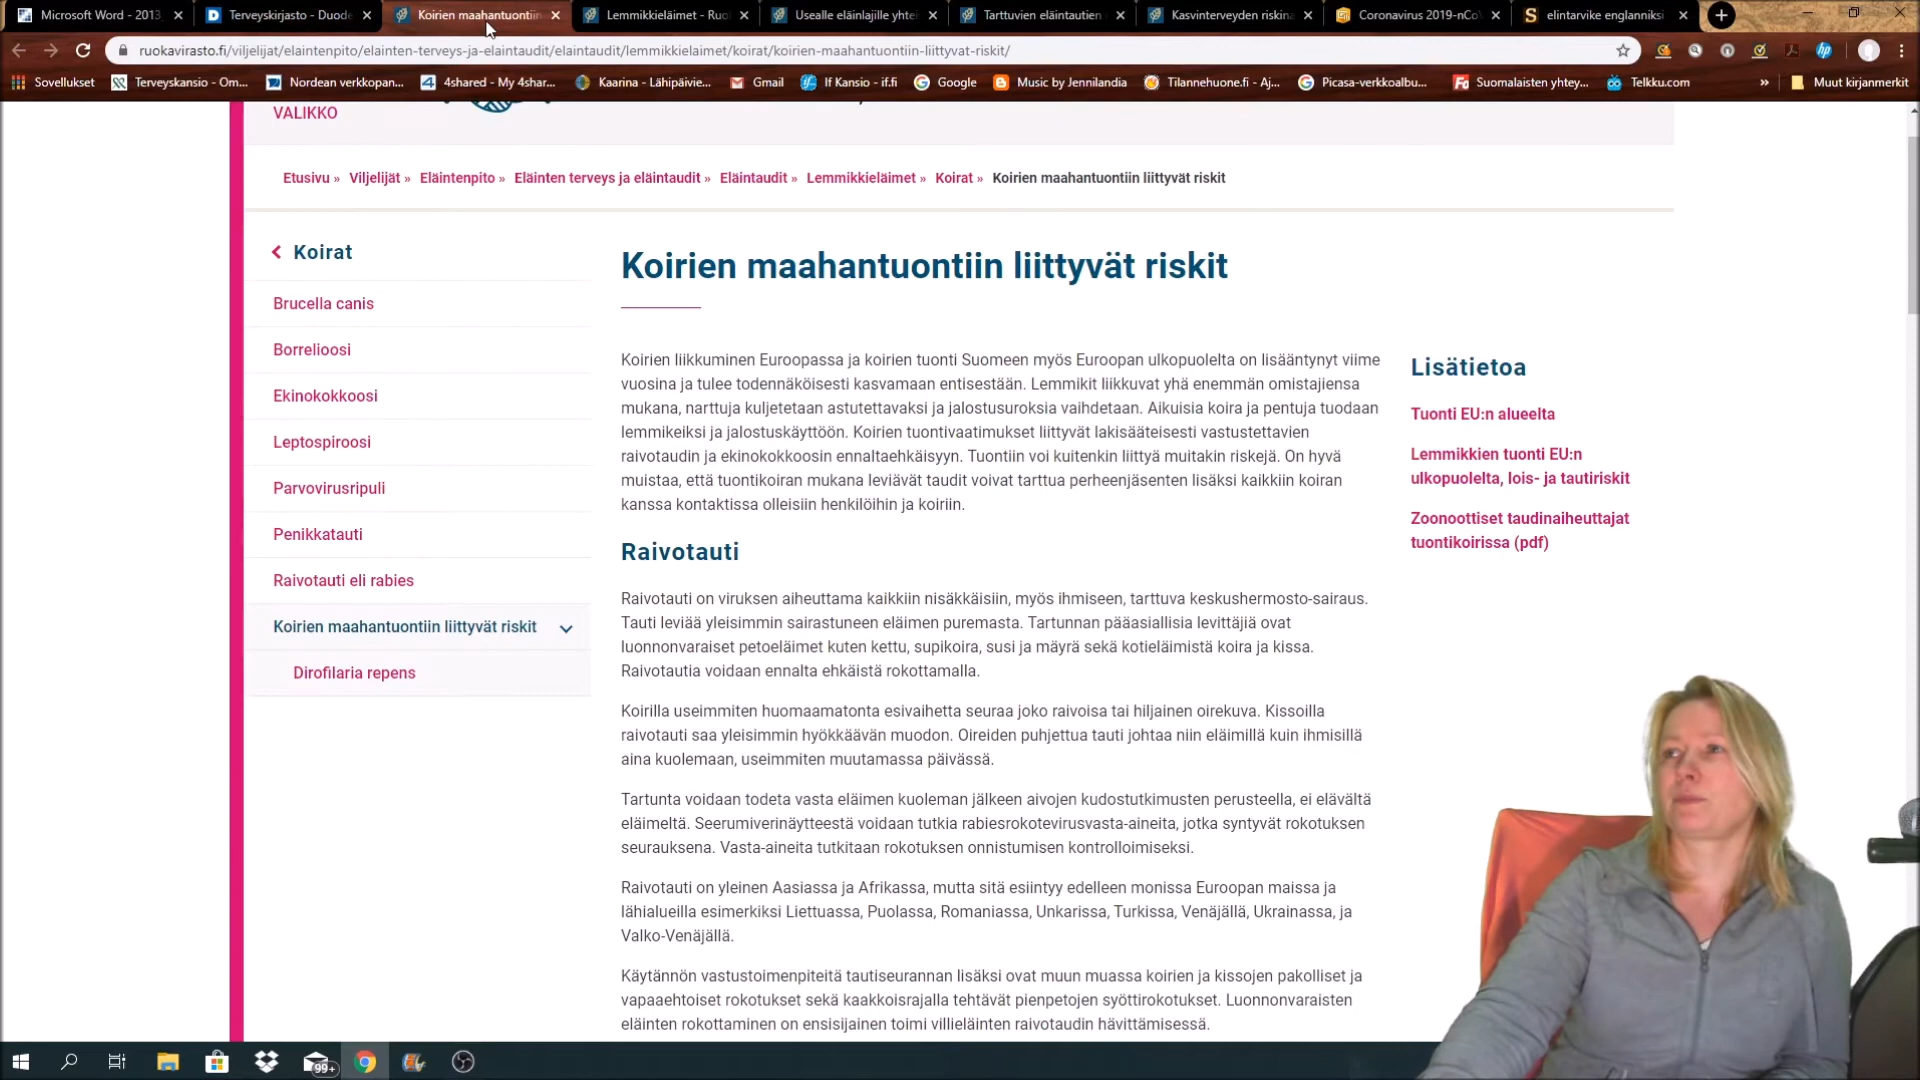 Microsoft Word - 2013
Terveyskirjasto - Duode
Koirien maahantuontiin
Lemmikkieläimet - Ruo
Usealle eläinlajille yhte
Tarttuvien eläintautien
Kasvinterveyden riskina
Coronavirus 2019-nCo
elintarvike englanniksi
ruokavirasto.fi/viljelijat/elaintenpito/elainten-terveys-ja-elaintaudit/elaintaudit/lemmikkielaimet/koirat/koirien-maahantuontiin-liittyvat-riskit/
Sovellukset
Terveyskansio - Om...
Nordean verkkopan...
4shared - My 4shar...
Kaarina - Lähipäivie...
Gmail
If Kansio - if.fi
Google
Music by Jennilandia
Tilannehuone.fi - Aj...
Picasa-verkkoalbu...
Suomalaisten yhtey...
Telkku.com
»
Muut kirjanmerkit
VALIKKO
Etusivu » Viljelijät » Eläintenpito » Eläinten terveys ja eläintaudit » Eläintaudit » Lemmikkieläimet » Koirat » Koirien maahantuontiin liittyvät riskit
Koirat
Brucella canis
Borrelioosi
Ekinokokkoosi
Leptospiroosi
Parvovirusripuli
Penikkatauti
Raivotauti eli rabies
Koirien maahantuontiin liittyvät riskit
Dirofilaria repens
Koirien maahantuontiin liittyvät riskit
Koirien liikkuminen Euroopassa ja koirien tuonti Suomeen myös Euroopan ulkopuolelta on lisääntynyt viime
vuosina ja tulee todennäköisesti kasvamaan entisestään. Lemmikit liikkuvat yhä enemmän omistajiensa
mukana, narttuja kuljetetaan astutettavaksi ja jalostusuroksia vaihdetaan. Aikuisia koira ja pentuja tuodaan
lemmikeiksi ja jalostuskäyttöön. Koirien tuontivaatimukset liittyvät lakisääteisesti vastustettavien
raivotaudin ja ekinokokkoosin ennaltaehkäisyyn. Tuontiin voi kuitenkin liittyä muitakin riskejä. On hyvä
muistaa, että tuontikoiran mukana leviävät taudit voivat tarttua perheenjäsenten lisäksi kaikkiin koiran
kanssa kontaktissa olleisiin henkilöihin ja koiriin.
Raivotauti
Raivotauti on viruksen aiheuttama kaikkiin nisäkkäisiin, myös ihmiseen, tarttuva keskushermosto-sairaus.
Tauti leviää yleisimmin sairastuneen eläimen puremasta. Tartunnan pääasiallisia levittäjiä ovat
luonnonvaraiset petoeläimet kuten kettu, supikoira, susi ja mäyrä sekä kotieläimistä koira ja kissa.
Raivotautia voidaan ennalta ehkäistä rokottamalla.
Koirilla useimmiten huomaamatonta esivaihetta seuraa joko raivoisa tai hiljainen oirekuva. Kissoilla
raivotauti saa yleisimmin hyökkäävän muodon. Oireiden puhjettua tauti johtaa niin eläimillä kuin ihmisillä
aina kuolemaan, useimmiten muutamassa päivässä.
Tartunta voidaan todeta vasta eläimen kuoleman jälkeen aivojen kudostutkimusten perusteella, ei elävältä
eläimeltä. Seerumiverinäytteestä voidaan tutkia rabiesrokotevirusvasta-aineita, jotka syntyvät rokotuksen
seurauksena. Vasta-aineita tutkitaan rokotuksen onnistumisen kontrolloimiseksi.
Raivotauti on yleinen Aasiassa ja Afrikassa, mutta sitä esiintyy edelleen monissa Euroopan maissa ja
lähialueilla esimerkiksi Liettuassa, Puolassa, Romaniassa, Unkarissa, Turkissa, Venäjällä, Ukrainassa, ja
Valko-Venäjällä.
Käytännön vastustoimenpiteitä tautiseurannan lisäksi ovat muun muassa koirien ja kissojen pakolliset ja
vapaaehtoiset rokotukset sekä kaakkoisrajalla tehtävät pienpetojen syöttirokotukset. Luonnonvaraisten
eläinten rokottaminen on ensisijainen toimi villieläinten raivotaudin hävittämisessä.
Lisätietoa
Tuonti EU:n alueelta
Lemmikkien tuonti EU:n
ulkopuolelta, lois- ja tautiriskit
Zoonoottiset taudinaiheuttajat
tuontikoirissa (pdf)
99+